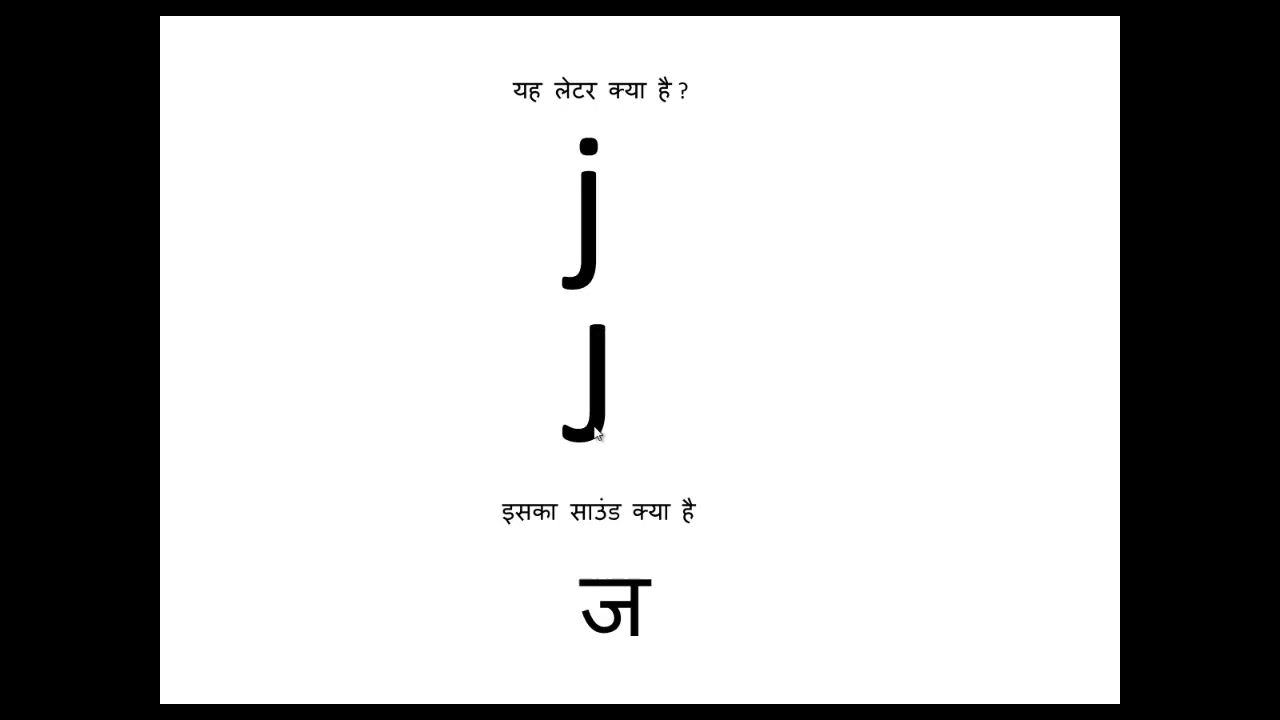 यह लेटर क्या है ?
j
J
इसका साउंड क्या है
ज